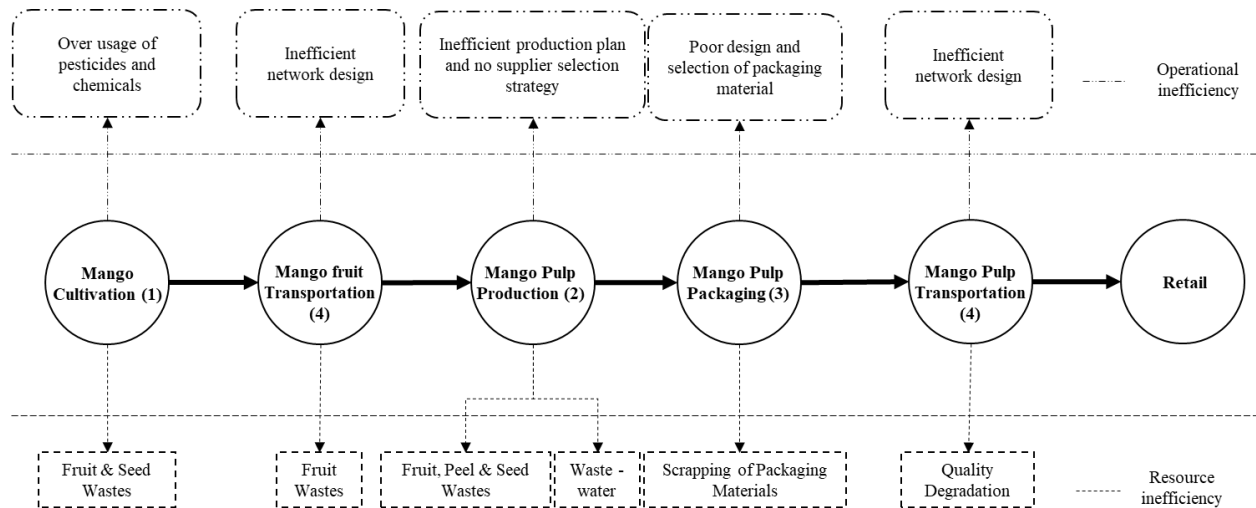 Over usage of
pesticides and
chemicals
Inefficient
network design
Inefficient production plan
and no supplier selection
strategy
Poor design and
selection of packaging
material
Inefficient
network design
Operational
inefficiency
Mango
Cultivation (1)
Mango fruit
Transportation
(4)
Mango Pulp
Production (2)
Mango Pulp
Packaging (3)
Mango Pulp
Transportation
(4)
Retail
Fruit & Seed
Wastes
Fruit
Wastes
Fruit, Peel & Seed
Wastes
Waste -
water
Scrapping of Packaging
Materials
Quality
Degradation
Resource
inefficiency